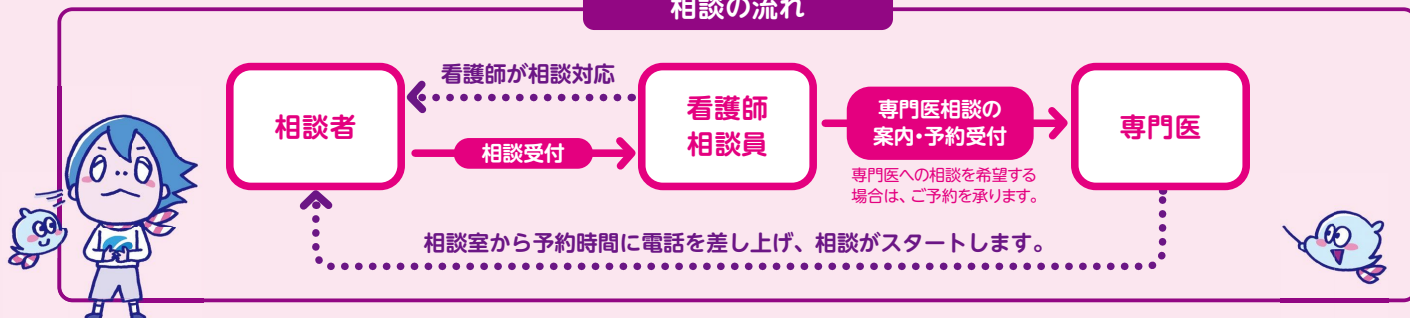 相談の流れ
看護師が相談対応
相談者
相談受付
看護師
相談員
専門医相談の
案内・予約受付
専門医への相談を希望する
場合は、ご予約を承ります。
専門医
相談室から予約時間に電話を差し上げ、相談がスタートします。